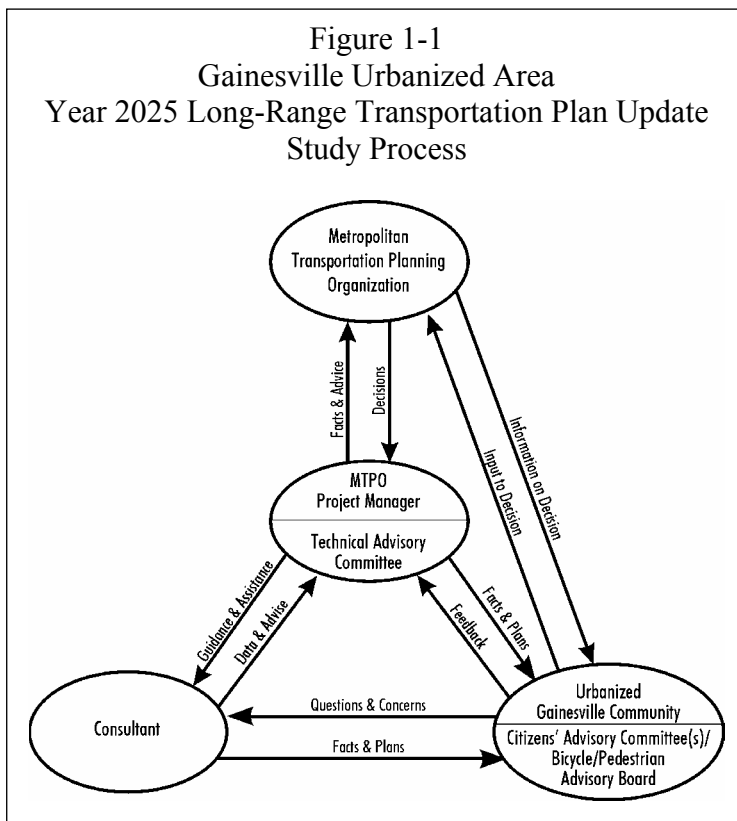 Figure 1-1
Gainesville Urbanized Area
Year 2025 Long-Range Transportation Plan Update
Study Process
Metropolitan
Transportation Planning
Organization
Facts & Advice
Decisions
Input to Decision
Information on Decision
MTPO
Project Manager
Technical Advisory
Committee
Guidance & Assistance
Data & Advise
Feedback
Facts & Plans
Consultant
Questions & Concerns
Facts & Plans
Urbanized
Gainesville Community
Citizens' Advisory Committee(s)/
Bicycle/Pedestrian
Advisory Board